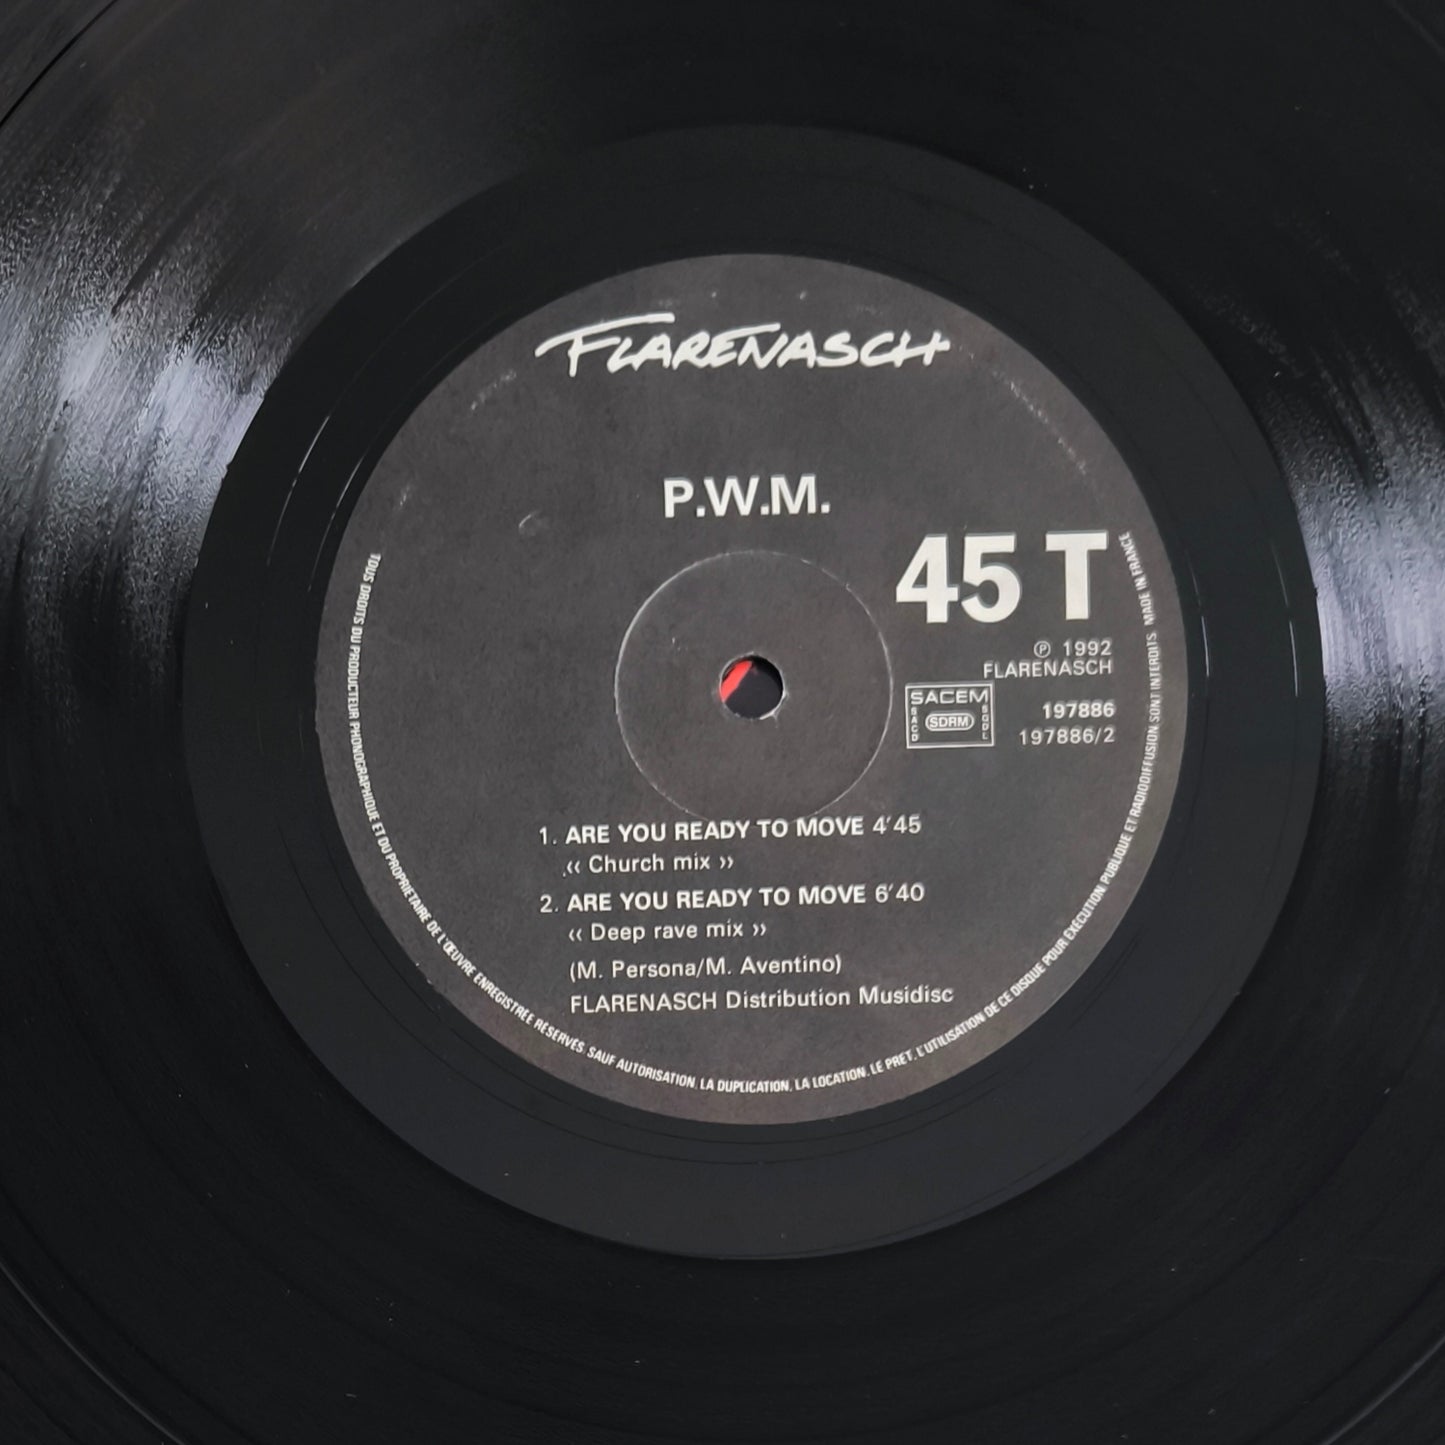 FLARENASCH
P.W.M.
45 T
℗ 1992
FLARENASCH
SACEM
SACD
SDRM
SGDL
197886
197886/2
1. ARE YOU READY TO MOVE 4'45
‹‹ Church mix ››
2. ARE YOU READY TO MOVE 6'40
‹‹ Deep rave mix ››
(M. Persona/M. Aventino)
FLARENASCH Distribution Musidisc
TOUS DROITS DU PRODUCTEUR PHONOGRAPHIQUE ET DU PROPRIETAIRE DE L'ŒUVRE ENREGISTREE RESERVES. SAUF AUTORISATION, LA DUPLICATION, LA LOCATION, LE PRET, L'UTILISATION DE CE DISQUE POUR EXECUTION PUBLIQUE ET RADIODIFFUSION SONT INTERDITS. MADE IN FRANCE